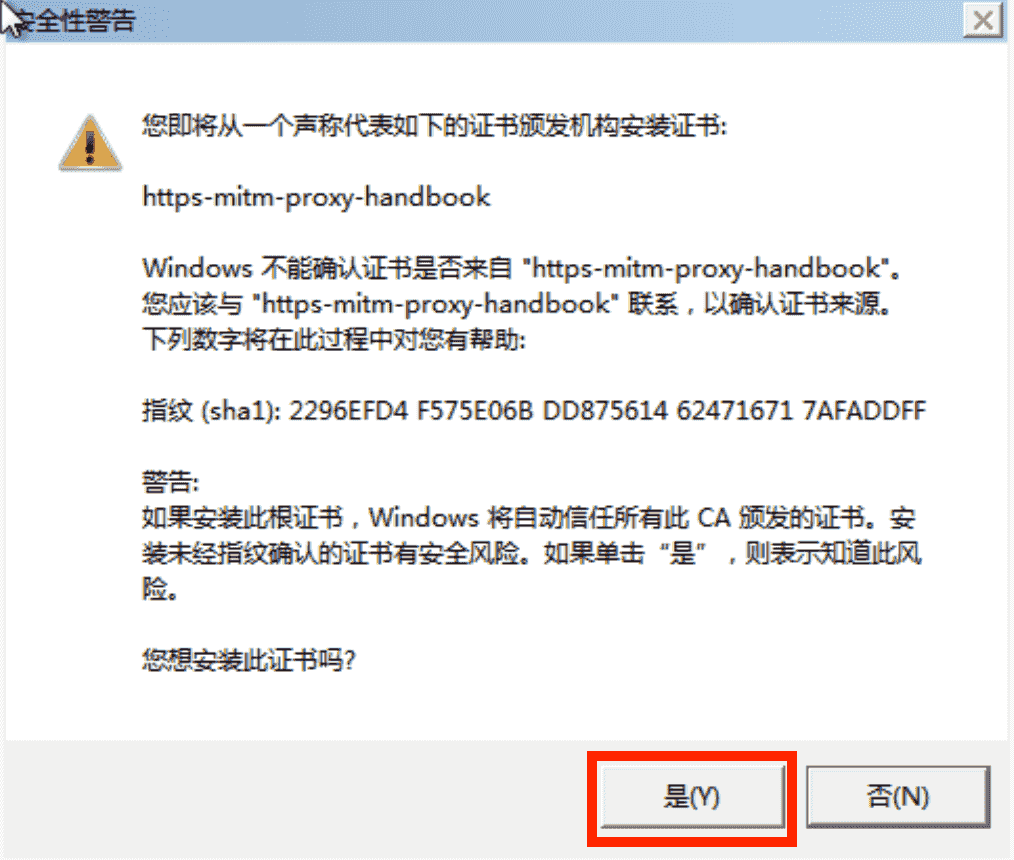 安全性警告
您即将从一个声称代表如下的证书颁发机构安装证书:
https-mitm-proxy-handbook
Windows 不能确认证书是否来自 "https-mitm-proxy-handbook"。
您应该与 "https-mitm-proxy-handbook" 联系，以确认证书来源。
下列数字将在此过程中对您有帮助:
指纹 (sha1): 2296EFD4 F575E06B DD875614 62471671 7AFADDFF
警告:
如果安装此根证书，Windows 将自动信任所有此 CA 颁发的证书。安
装未经指纹确认的证书有安全风险。如果单击“是”，则表示知道此风
险。
您想安装此证书吗?
是(Y)
否(N)